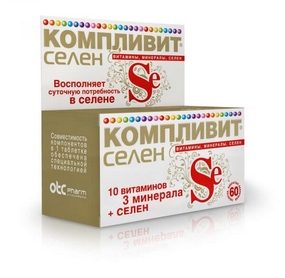 КОМПЛИВИТ®
селен
ВИТАМИНЫ, МИНЕРАЛЫ, СЕЛЕН
Восполняет
суточную потребность
в селене
Se
КОМПЛИВИТ®
селен
ВИТАМИНЫ, МИНЕРАЛЫ, СЕЛЕН
Se
10 витаминов
3 минерала
+ СЕЛЕН
60
Совместимость
компонентов
в 1 таблетке
обеспечена
специальной
технологией
otc
pharm